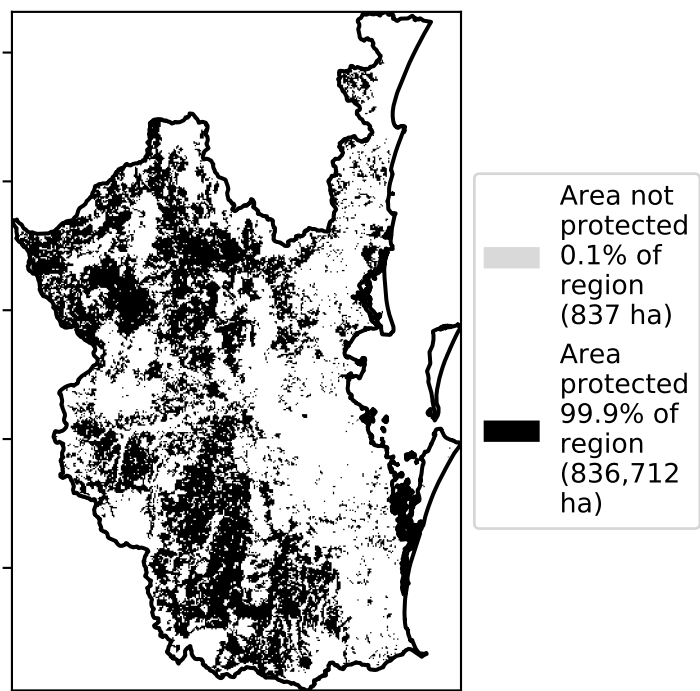 Area not
protected
0.1% of
region
(837 ha)
Area
protected
99.9% of
region
(836,712
ha)